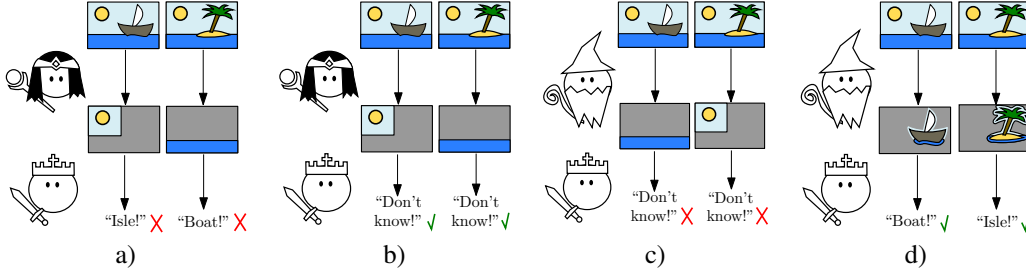 “Isle!” “Boat!”
“Don’t “Don’t
know!” know!”
“Don’t “Don’t
know!” know!”
“Boat!” “Isle!”
a) b) c) d)